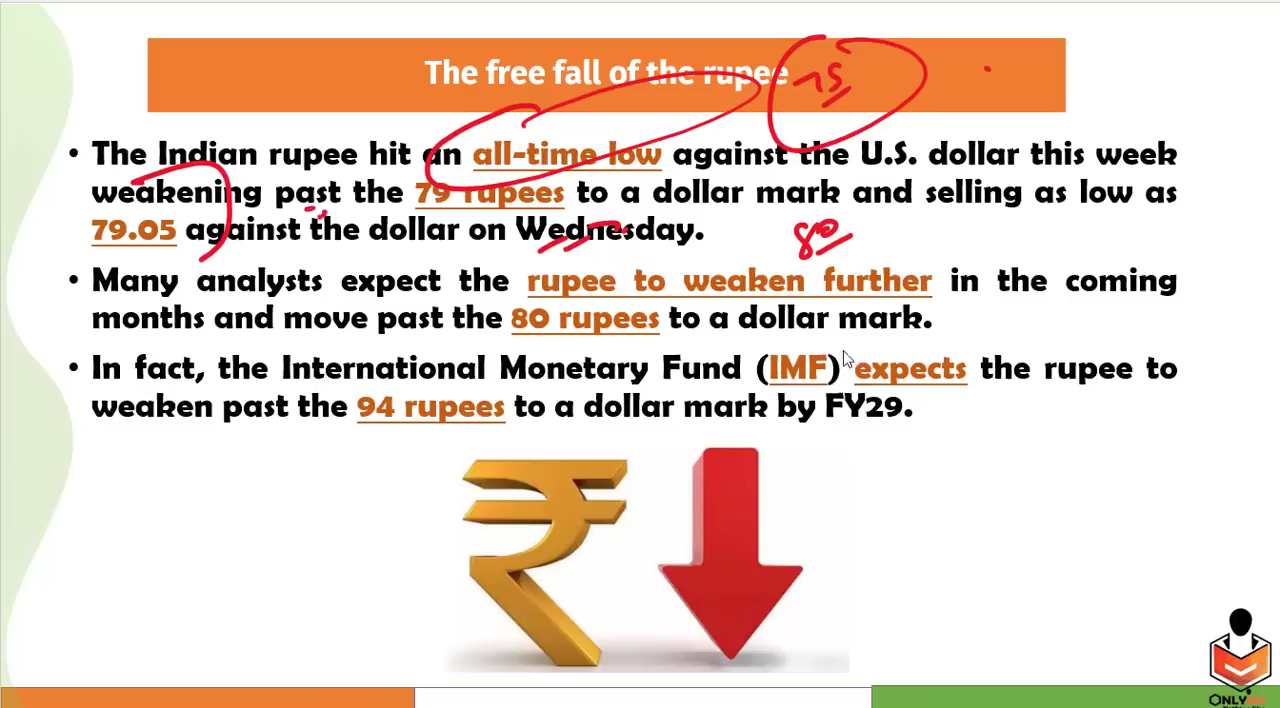 The free fall of the rupee
75
• The Indian rupee hit an all-time low against the U.S. dollar this week
weakening past the 79 rupees to a dollar mark and selling as low as
79.05 against the dollar on Wednesday.
80
• Many analysts expect the rupee to weaken further in the coming
months and move past the 80 rupees to a dollar mark.
• In fact, the International Monetary Fund (IMF) expects the rupee to
weaken past the 94 rupees to a dollar mark by FY29.
₹
ONLYIAS